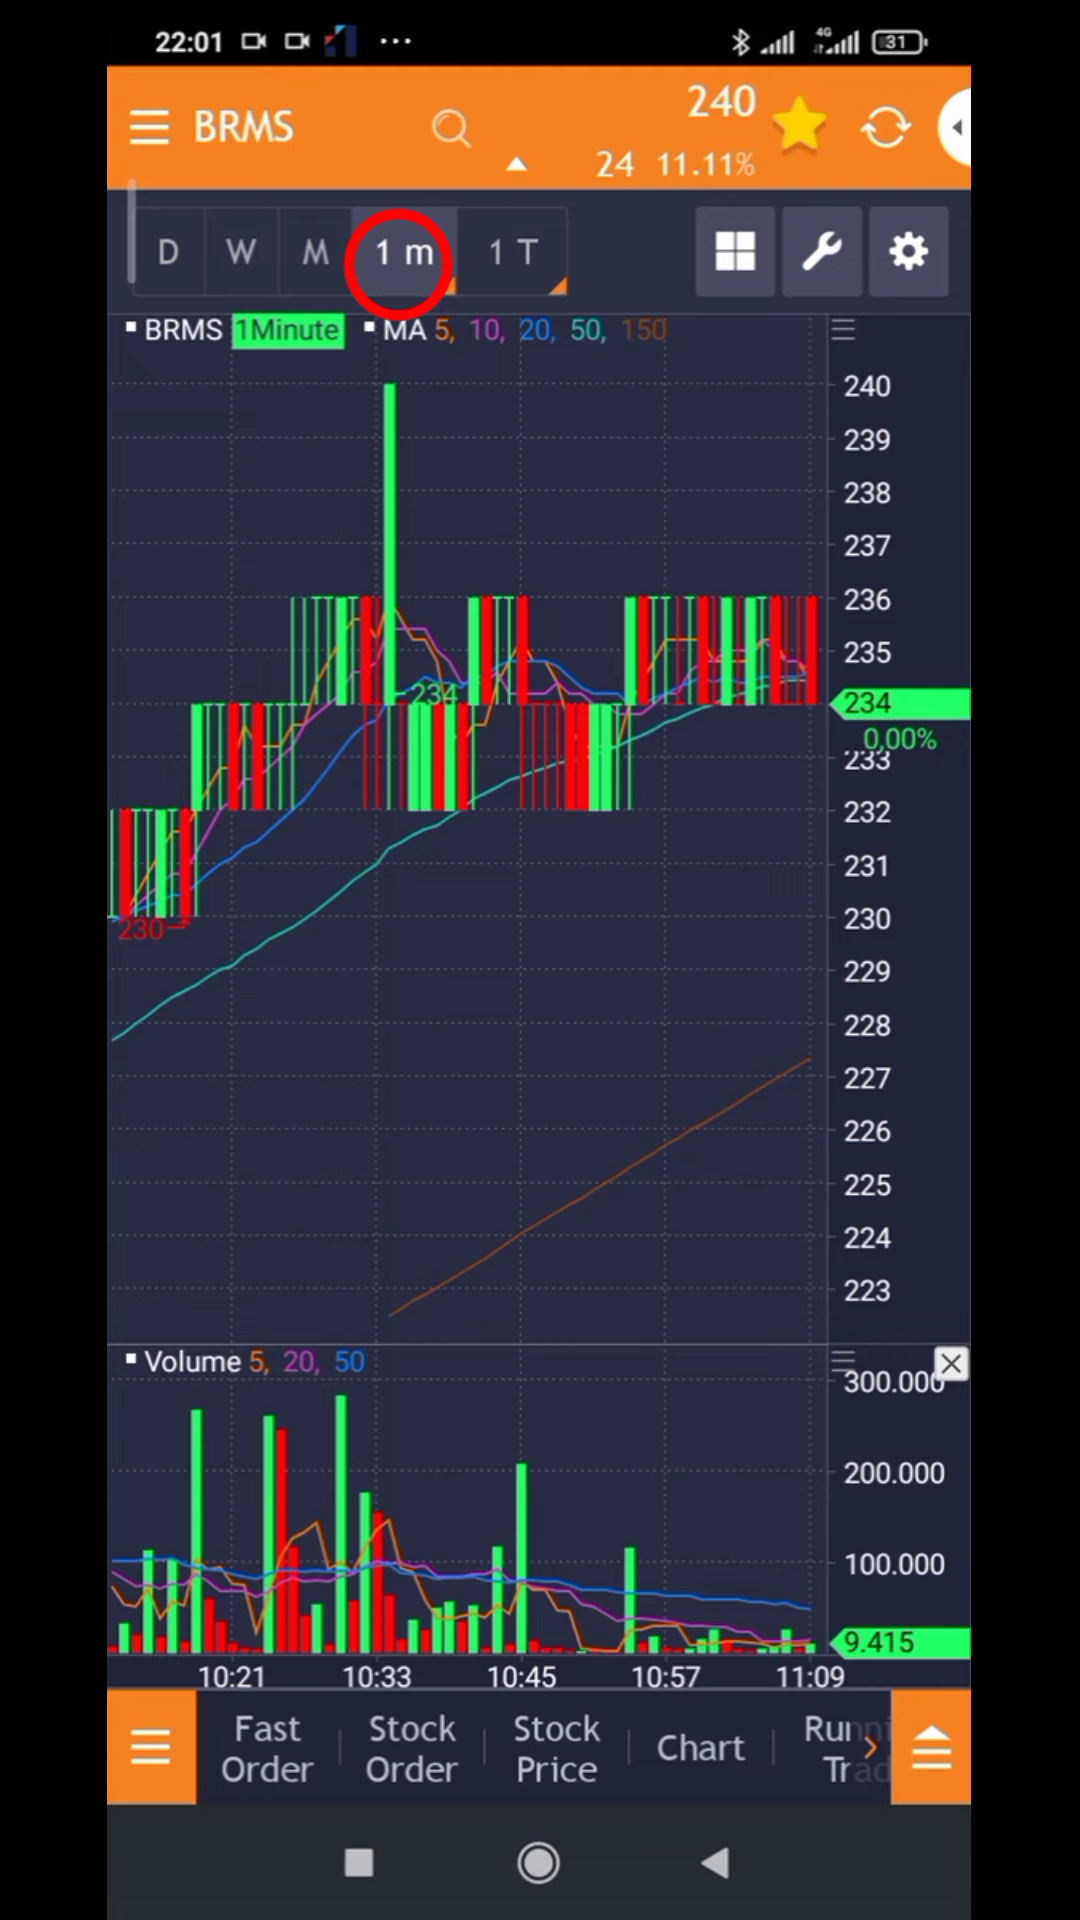 22:01 ... 4G 31
BRMS 240
24 11.11%
D W M 1 m 1 T
BRMS 1Minute MA 5, 10, 20, 50, 150
240
239
238
237
236
235
234
234
0,00%
233
232
231
230
230
229
228
227
226
225
224
223
Volume 5, 20, 50
300.000
200.000
100.000
9.415
10:21 10:33 10:45 10:57 11:09
Fast Order
Stock Order
Stock Price
Chart